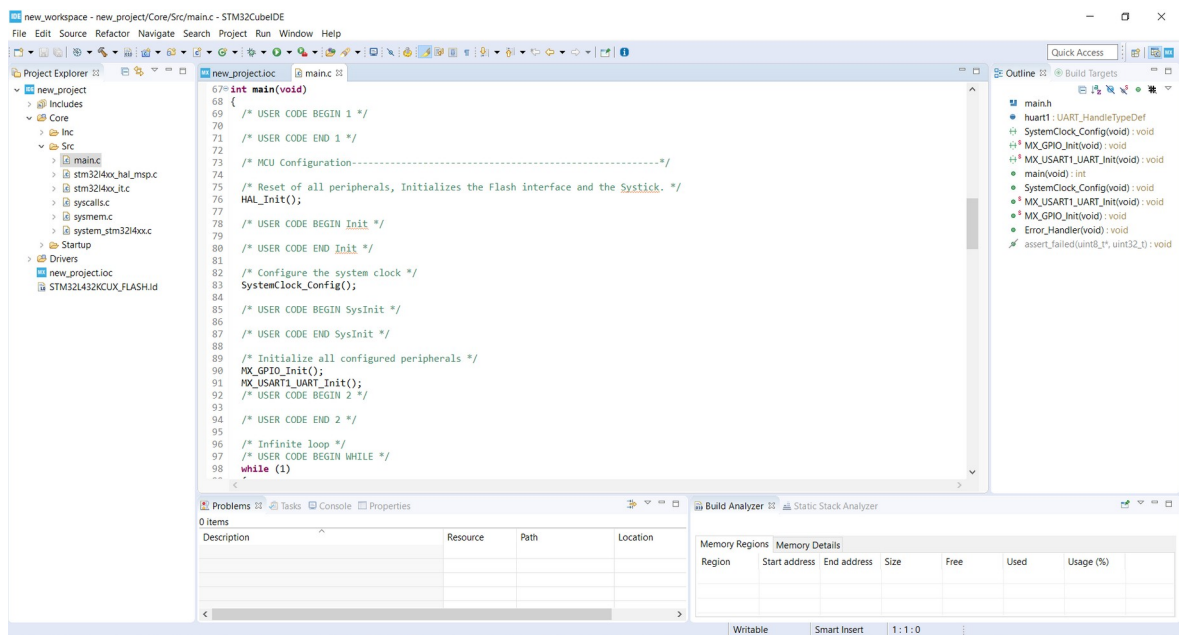 new_workspace - new_project/Core/Src/main.c - STM32CubeIDE
File Edit Source Refactor Navigate Search Project Run Window Help
Quick Access
Project Explorer
new_project
Includes
Core
Inc
Src
main.c
stm32l4xx_hal_msp.c
stm32l4xx_it.c
syscalls.c
sysmem.c
system_stm32l4xx.c
Startup
Drivers
new_project.ioc
STM32L432KCUX_FLASH.ld
new_project.ioc main.c
67 int main(void)
68 {
69 /* USER CODE BEGIN 1 */
70
71 /* USER CODE END 1 */
72
73 /* MCU Configuration--------------------------------------------------------*/
74
75 /* Reset of all peripherals, Initializes the Flash interface and the Systick. */
76 HAL_Init();
77
78 /* USER CODE BEGIN Init */
79
80 /* USER CODE END Init */
81
82 /* Configure the system clock */
83 SystemClock_Config();
84
85 /* USER CODE BEGIN SysInit */
86
87 /* USER CODE END SysInit */
88
89 /* Initialize all configured peripherals */
90 MX_GPIO_Init();
91 MX_USART1_UART_Init();
92 /* USER CODE BEGIN 2 */
93
94 /* USER CODE END 2 */
95
96 /* Infinite loop */
97 /* USER CODE BEGIN WHILE */
98 while (1)
Outline Build Targets
main.h
huart1 : UART_HandleTypeDef
SystemClock_Config(void) : void
MX_GPIO_Init(void) : void
MX_USART1_UART_Init(void) : void
main(void) : int
SystemClock_Config(void) : void
MX_USART1_UART_Init(void) : void
MX_GPIO_Init(void) : void
Error_Handler(void) : void
assert_failed(uint8_t*, uint32_t) : void
Problems Tasks Console Properties
0 items
Description Resource Path Location
Build Analyzer Static Stack Analyzer
Memory Regions Memory Details
Region Start address End address Size Free Used Usage (%)
Writable Smart Insert 1 : 1 : 0